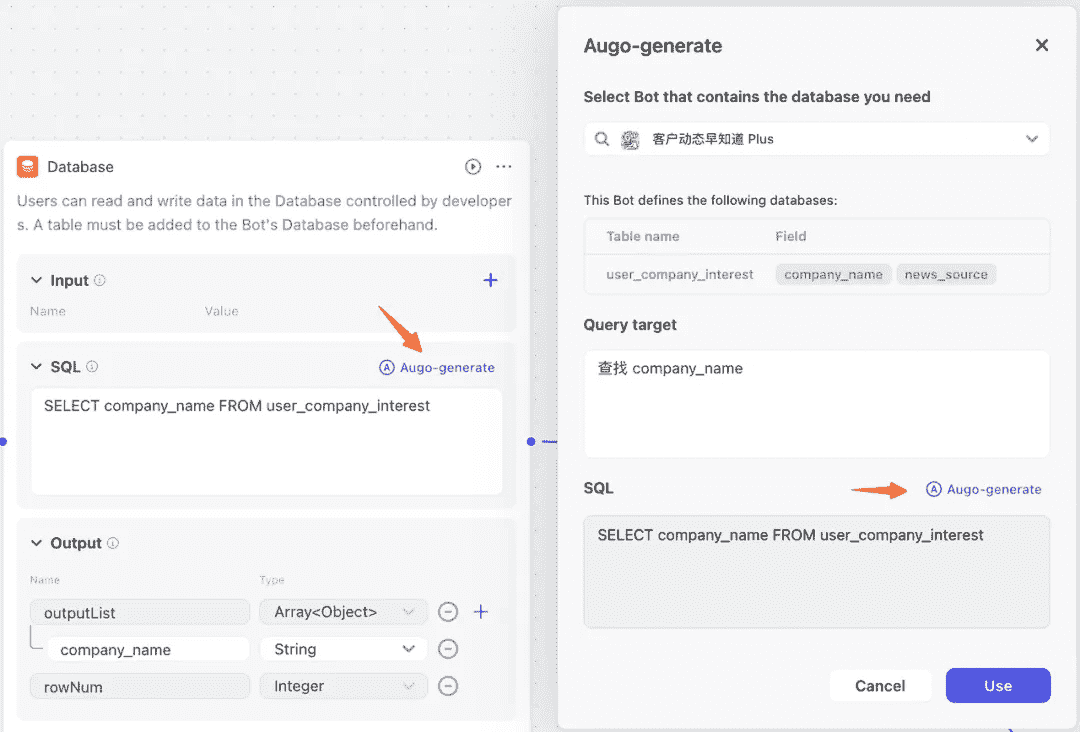 Database
Users can read and write data in the Database controlled by developer
s. A table must be added to the Bot's Database beforehand.
Input
Name Value
SQL Augo-generate
SELECT company_name FROM user_company_interest
Output
Name Type
outputList Array<Object>
company_name String
rowNum Integer
Augo-generate
Select Bot that contains the database you need
客户动态早知道 Plus
This Bot defines the following databases:
Table name Field
user_company_interest company_name news_source
Query target
查找 company_name
SQL Augo-generate
SELECT company_name FROM user_company_interest
Cancel Use